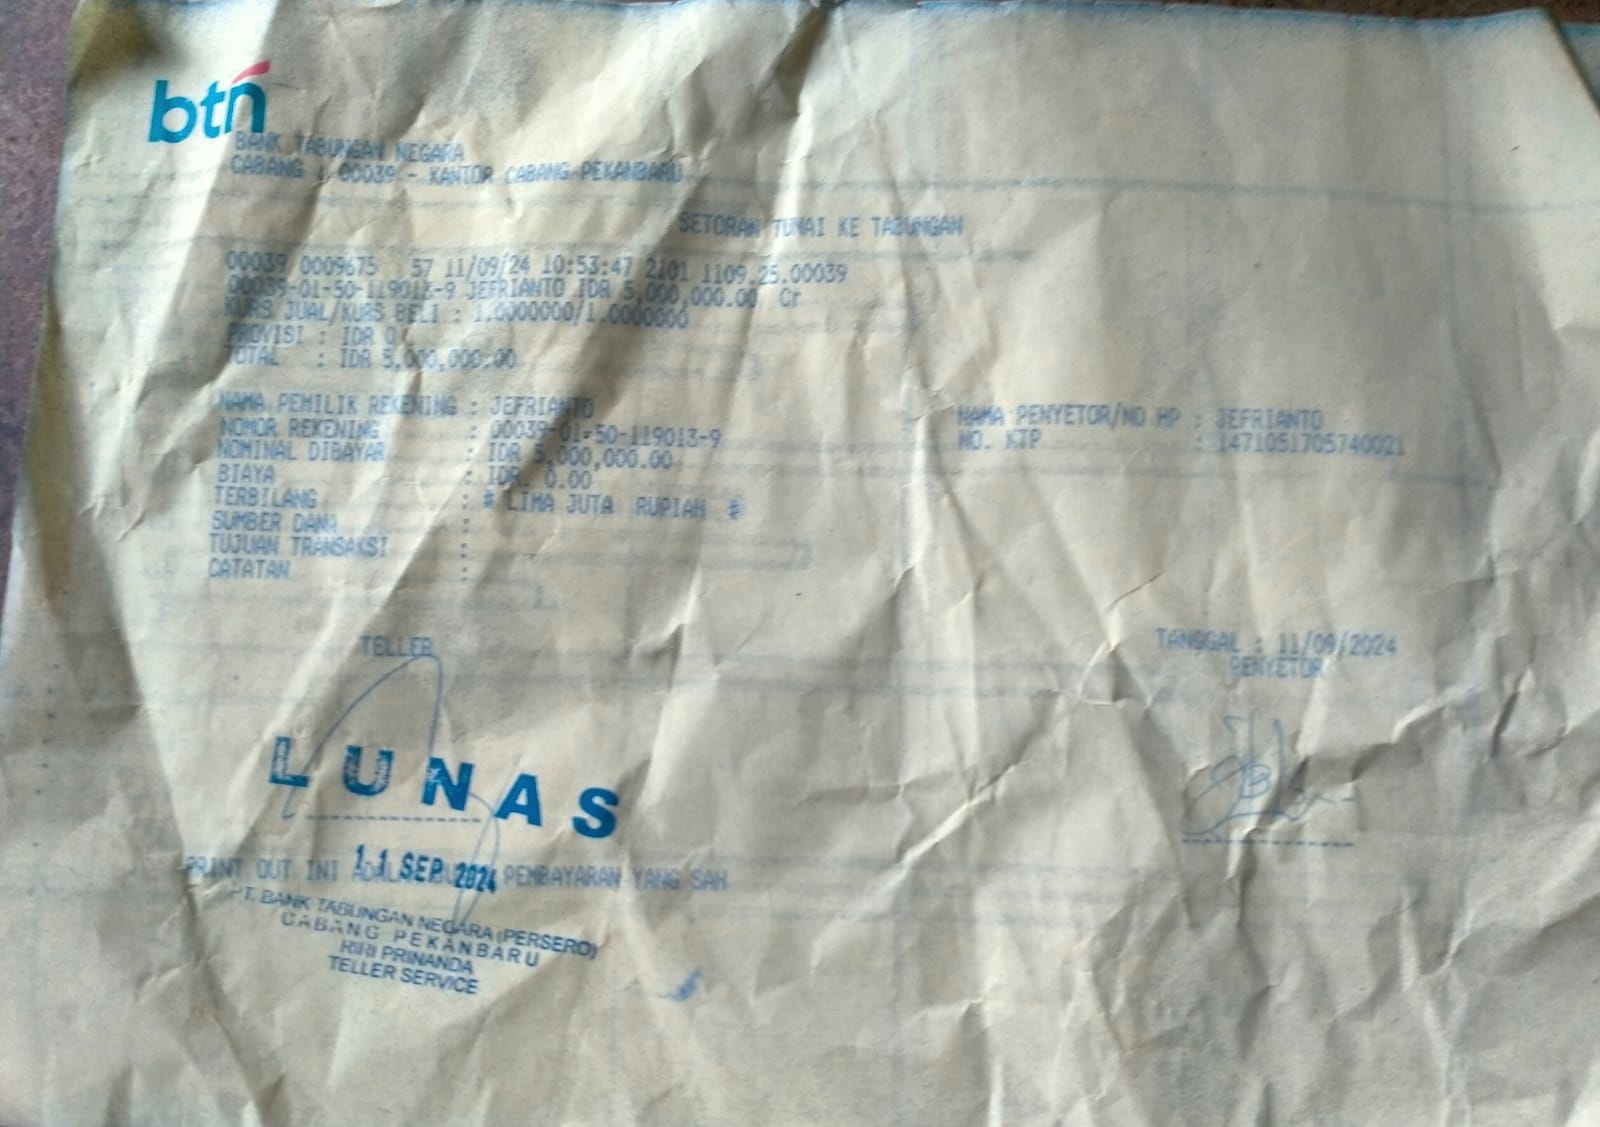 btn
BANK TABUNGAN NEGARA
CABANG : 00039 - KANTOR CABANG PEKANBARU
SETORAN TUNAI KE TABUNGAN
00039 0009675 57 11/09/24 10:53:47 2101 1109.25.00039
00039-01-50-119013-9 JEFRIANTO IDR 5,000,000.00 Cr
KURS JUAL/KURS BELI : 1.0000000/1.0000000
PROVISI : IDR 0
TOTAL : IDR 5,000,000.00
NAMA PEMILIK REKENING : JEFRIANTO
NOMOR REKENING : 00039-01-50-119013-9
NOMINAL DIBAYAR : IDR 5,000,000.00
BIAYA : IDR 0.00
TERBILANG : # LIMA JUTA RUPIAH #
SUMBER DANA :
TUJUAN TRANSAKSI :
CATATAN :
NAMA PENYETOR/NO HP : JEFRIANTO
NO. KTP : 1471051705740021
TELLER
TANGGAL : 11/09/2024
PENYETOR
LUNAS
11 SEP 2024
PRINT OUT INI ADALAH PEMBAYARAN YANG SAH
PT. BANK TABUNGAN NEGARA (PERSERO)
CABANG PEKANBARU
RIRI PRINANDA
TELLER SERVICE